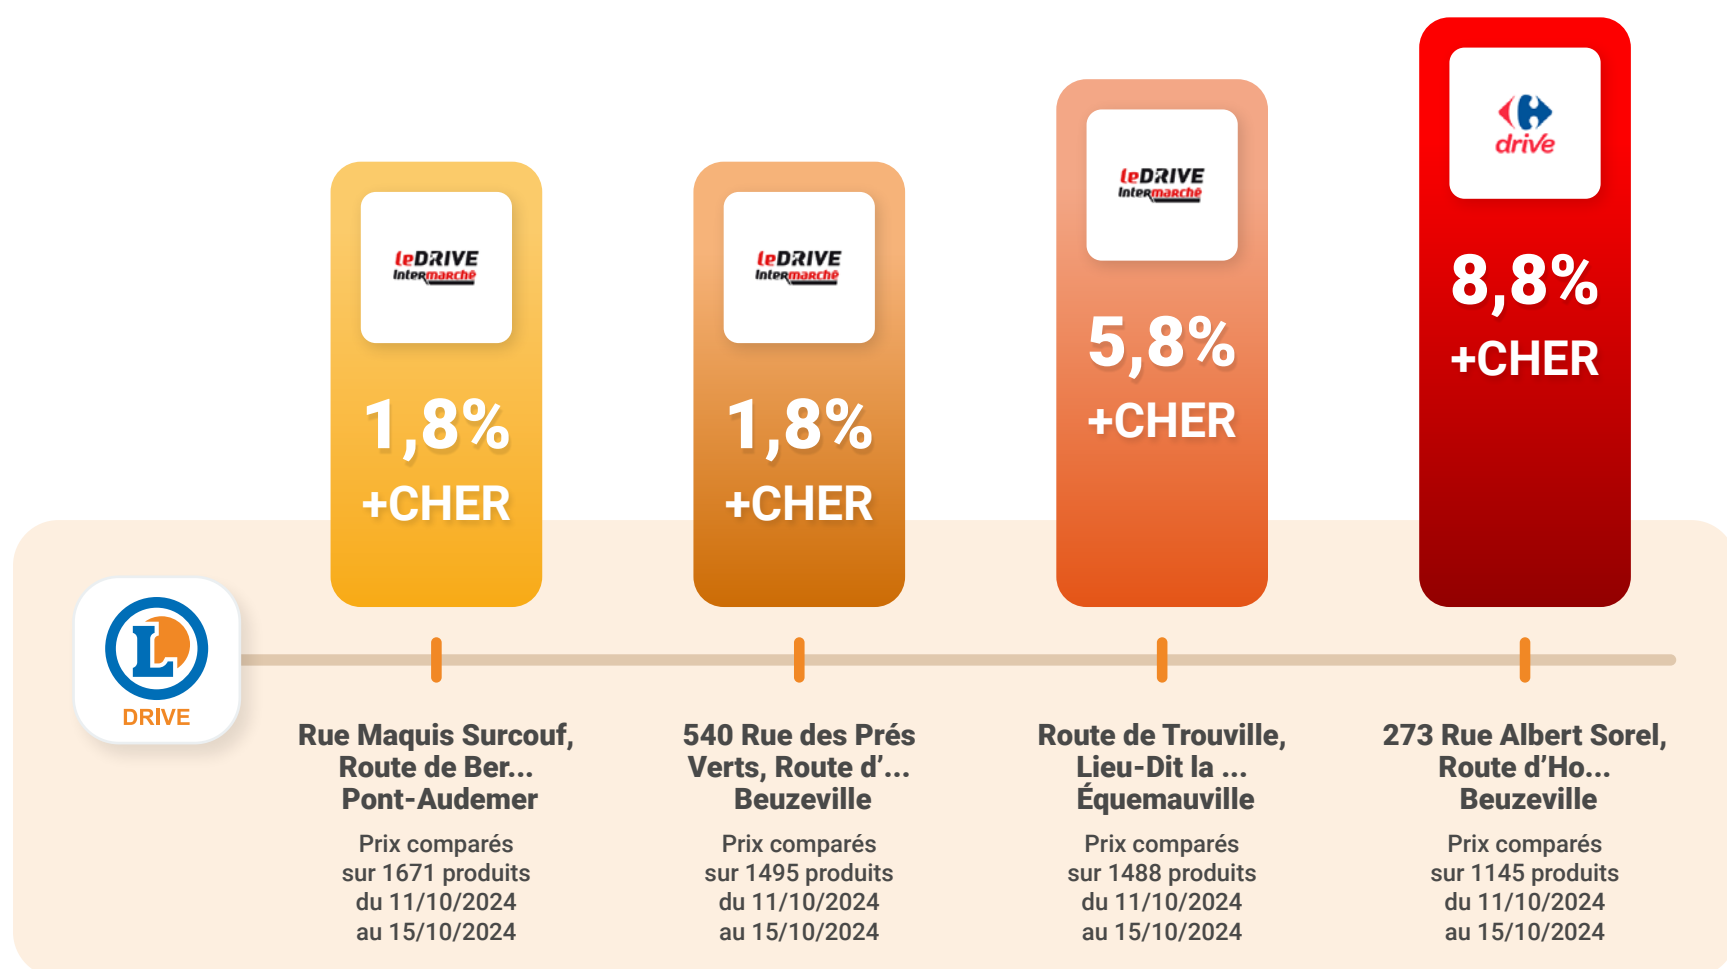 leDRIVE
Intermarché
1,8%
+CHER
leDRIVE
Intermarché
1,8%
+CHER
leDRIVE
Intermarché
5,8%
+CHER
drive
8,8%
+CHER
L
DRIVE
Rue Maquis Surcouf,
Route de Ber...
Pont-Audemer
Prix comparés
sur 1671 produits
du 11/10/2024
au 15/10/2024
540 Rue des Prés
Verts, Route d’...
Beuzeville
Prix comparés
sur 1495 produits
du 11/10/2024
au 15/10/2024
Route de Trouville,
Lieu-Dit la ...
Équemauville
Prix comparés
sur 1488 produits
du 11/10/2024
au 15/10/2024
273 Rue Albert Sorel,
Route d’Ho...
Beuzeville
Prix comparés
sur 1145 produits
du 11/10/2024
au 15/10/2024